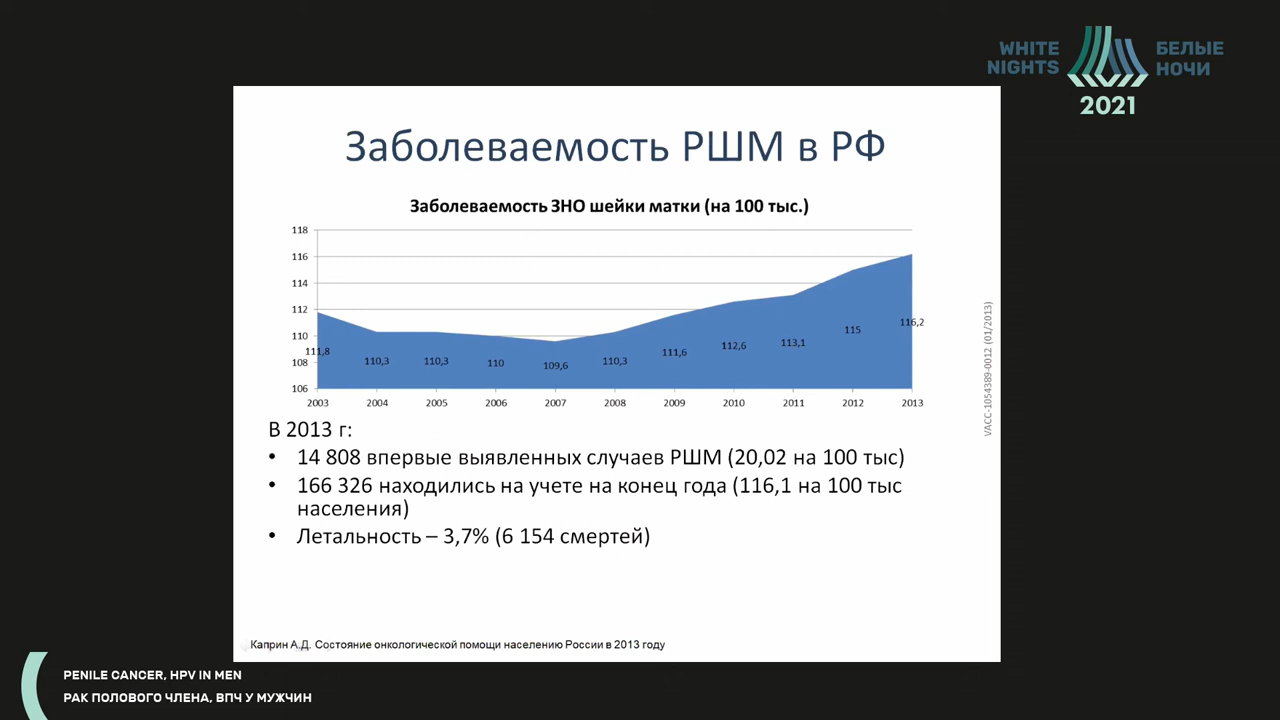 WHITE NIGHTS
БЕЛЫЕ НОЧИ
2021
Заболеваемость РШМ в РФ
Заболеваемость ЗНО шейки матки (на 100 тыс.)
118
116
114
112
110
108
106
111,8
110,3
110,3
110
109,6
110,3
111,6
112,6
113,1
115
116,2
2003 2004 2005 2006 2007 2008 2009 2010 2011 2012 2013
VACC-1054389-0012 (01/2013)
В 2013 г:
• 14 808 впервые выявленных случаев РШМ (20,02 на 100 тыс)
• 166 326 находились на учете на конец года (116,1 на 100 тыс
населения)
• Летальность – 3,7% (6 154 смертей)
Каприн А.Д. Состояние онкологической помощи населению России в 2013 году
PENILE CANCER, HPV IN MEN
РАК ПОЛОВОГО ЧЛЕНА, ВПЧ У МУЖЧИН